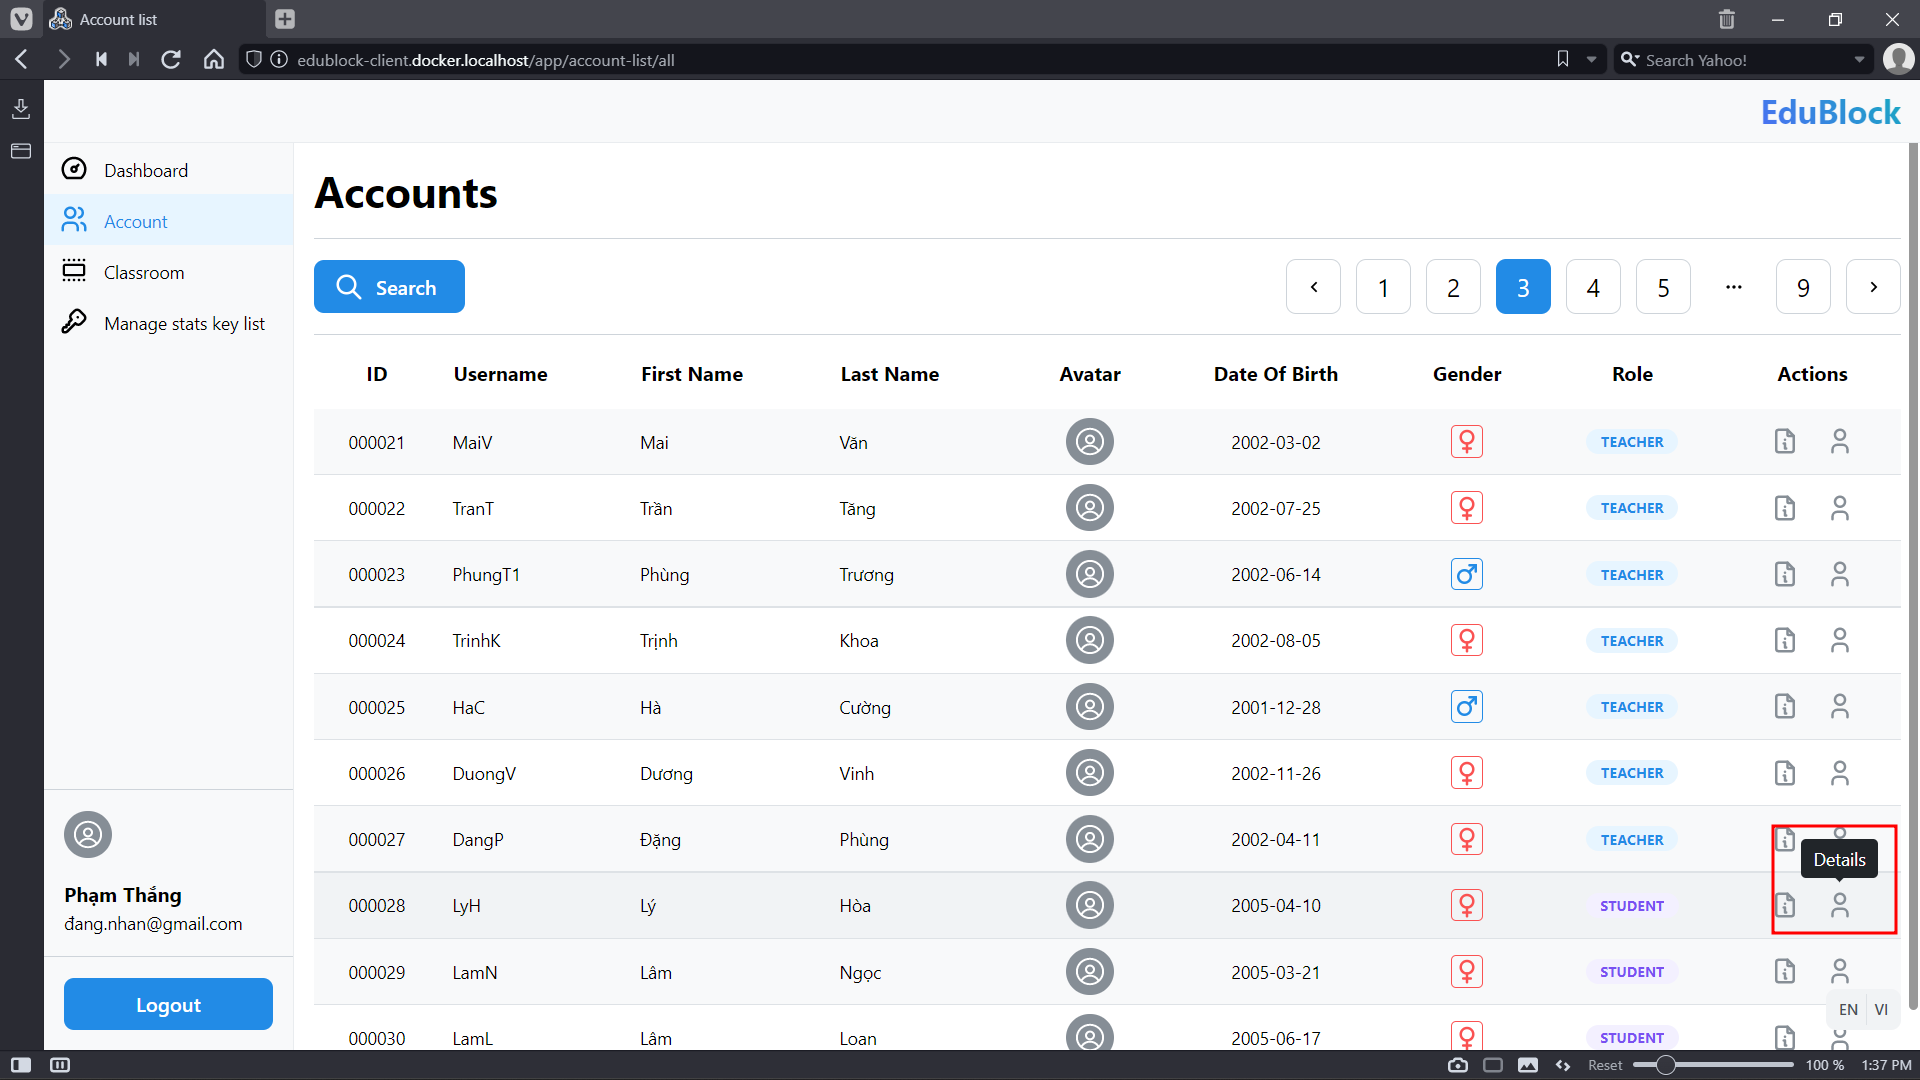 Account list
edublock-client.docker.localhost/app/account-list/all
Search Yahoo!
EduBlock
Dashboard
Account
Classroom
Manage stats key list
Phạm Thắng
đang.nhan@gmail.com
Logout
Accounts
Search
1 2 3 4 5 ... 9
ID Username First Name Last Name Avatar Date Of Birth Gender Role Actions
000021 MaiV Mai Văn 2002-03-02 TEACHER
000022 TranT Trần Tăng 2002-07-25 TEACHER
000023 PhungT1 Phùng Trương 2002-06-14 TEACHER
000024 TrinhK Trịnh Khoa 2002-08-05 TEACHER
000025 HaC Hà Cường 2001-12-28 TEACHER
000026 DuongV Dương Vinh 2002-11-26 TEACHER
000027 DangP Đặng Phùng 2002-04-11 TEACHER
Details
000028 LyH Lý Hòa 2005-04-10 STUDENT
000029 LamN Lâm Ngọc 2005-03-21 STUDENT
EN VI
000030 LamL Lâm Loan 2005-06-17 STUDENT
Reset 100 % 1:37 PM